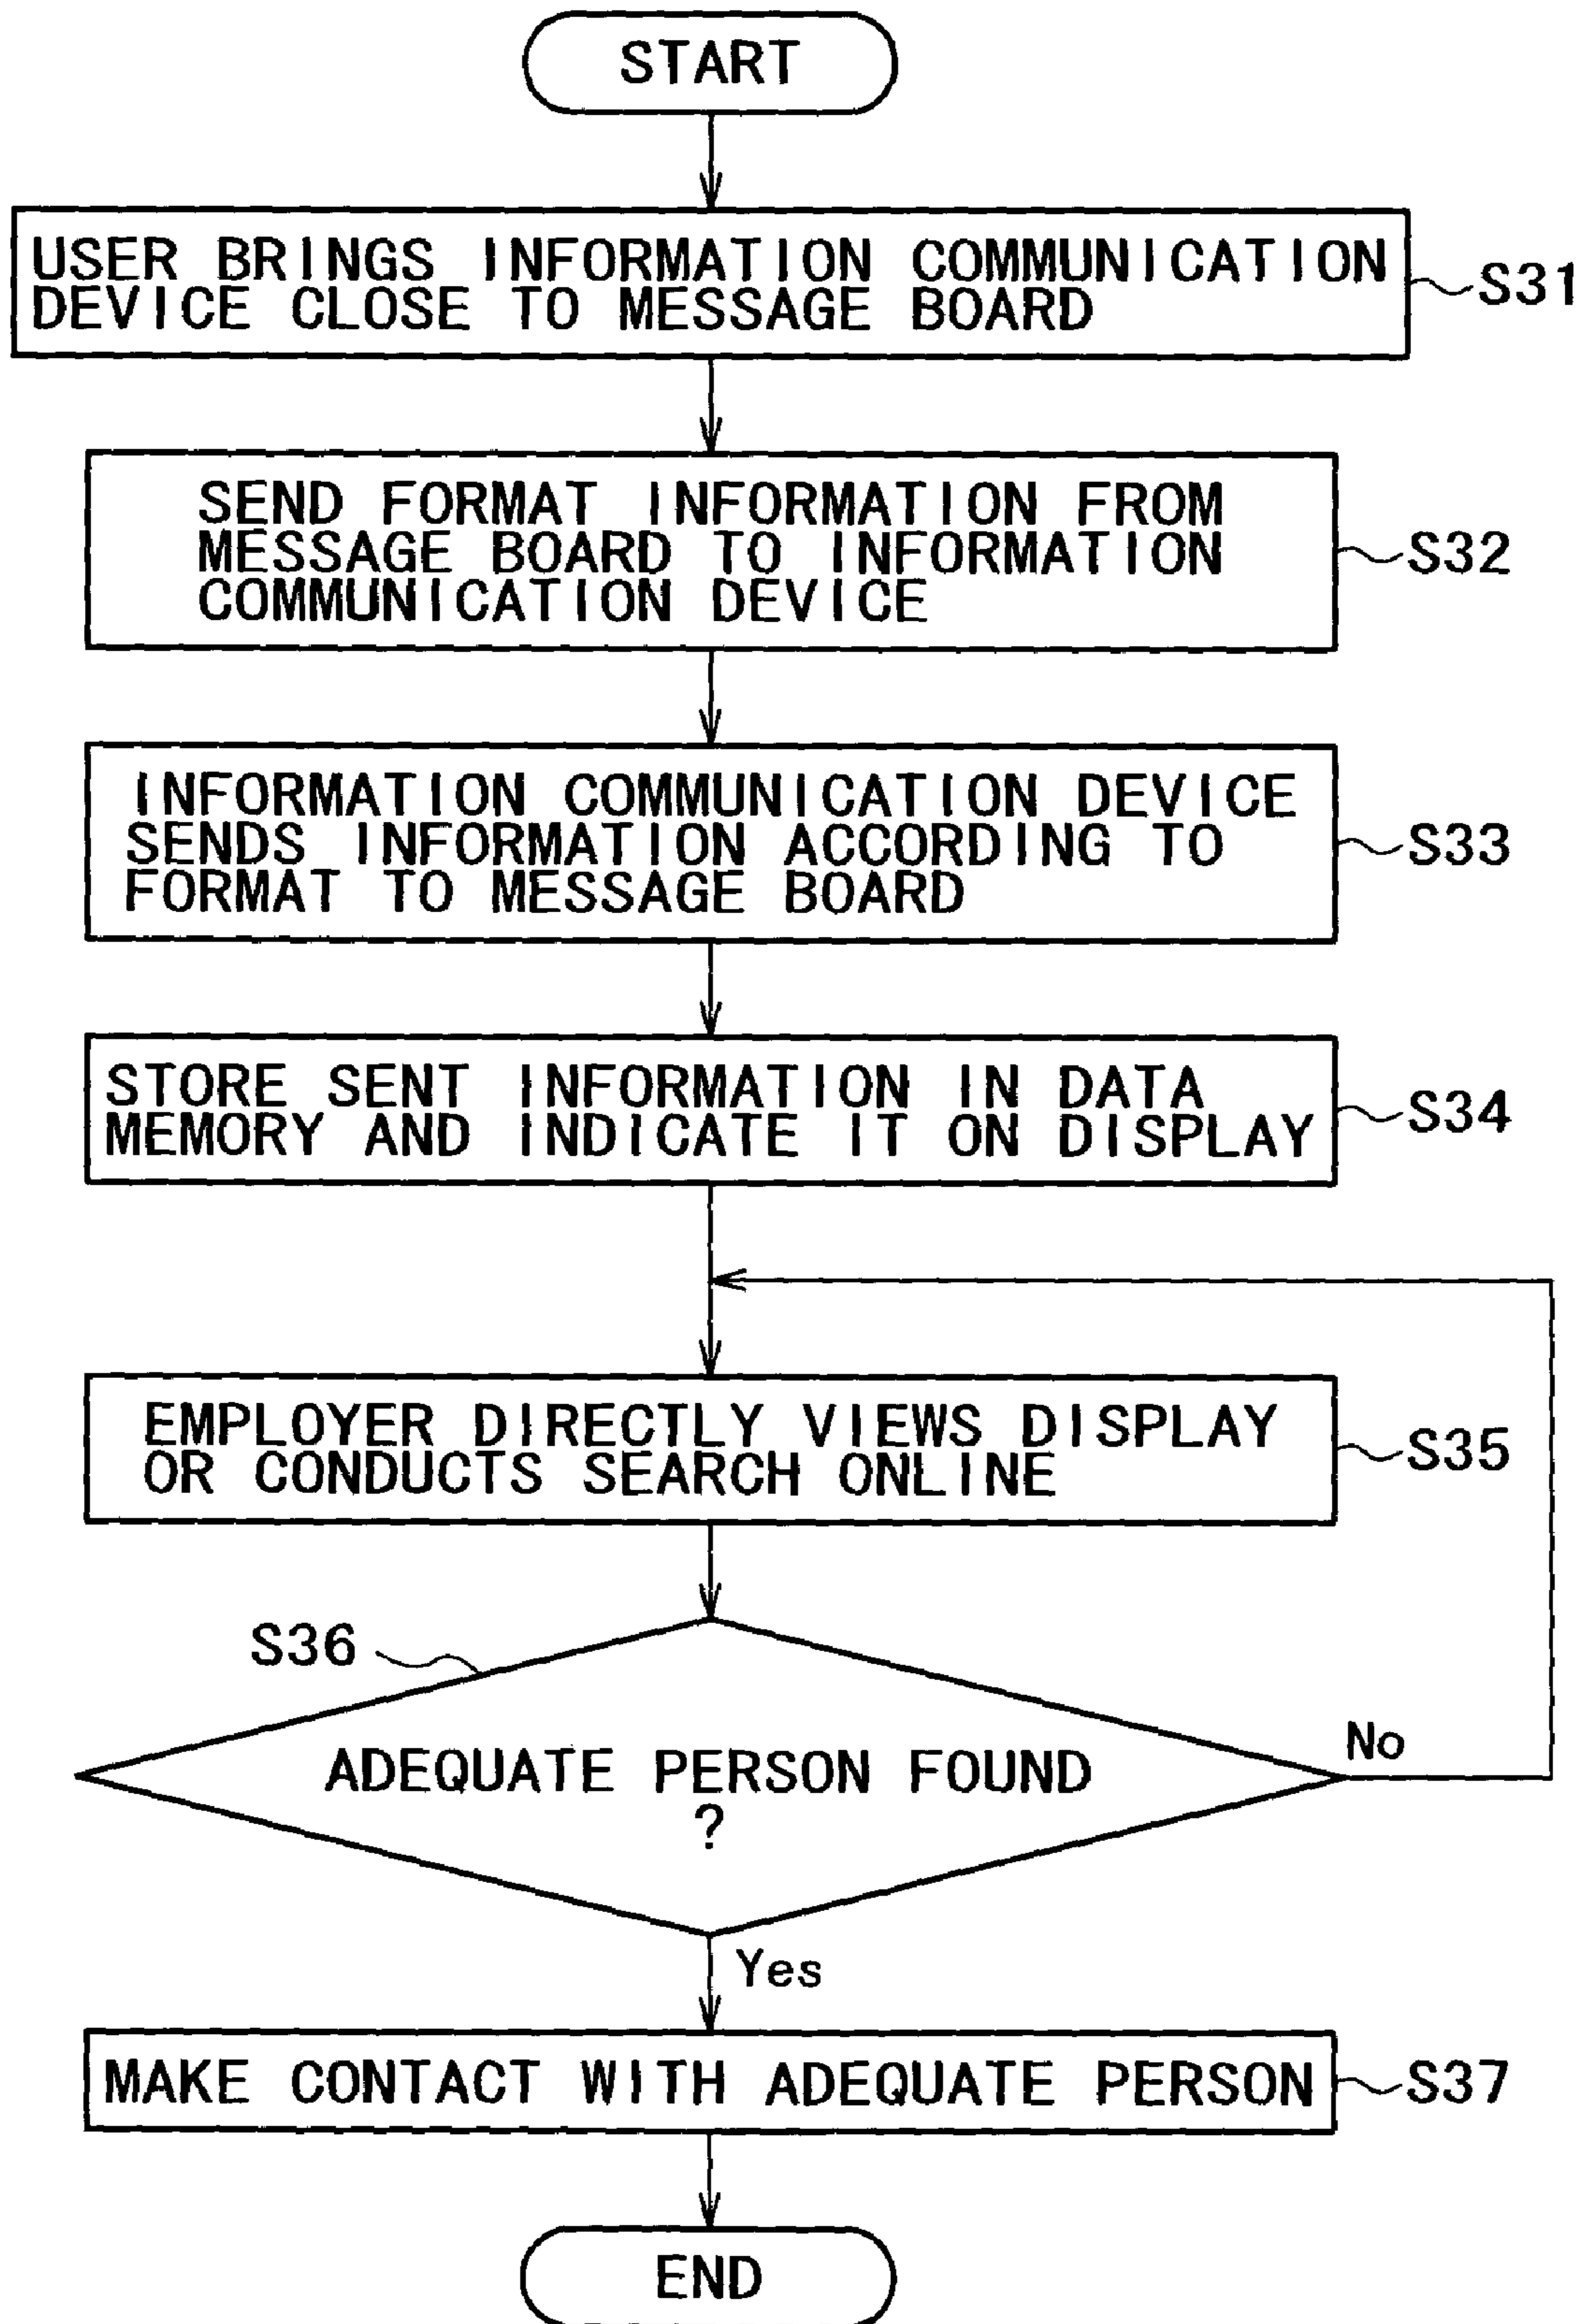 START
USER BRINGS INFORMATION COMMUNICATION
DEVICE CLOSE TO MESSAGE BOARD
S31
SEND FORMAT INFORMATION FROM
MESSAGE BOARD TO INFORMATION
COMMUNICATION DEVICE
S32
INFORMATION COMMUNICATION DEVICE
SENDS INFORMATION ACCORDING TO
FORMAT TO MESSAGE BOARD
S33
STORE SENT INFORMATION IN DATA
MEMORY AND INDICATE IT ON DISPLAY
S34
EMPLOYER DIRECTLY VIEWS DISPLAY
OR CONDUCTS SEARCH ONLINE
S35
S36
ADEQUATE PERSON FOUND
?
No
Yes
MAKE CONTACT WITH ADEQUATE PERSON
S37
END